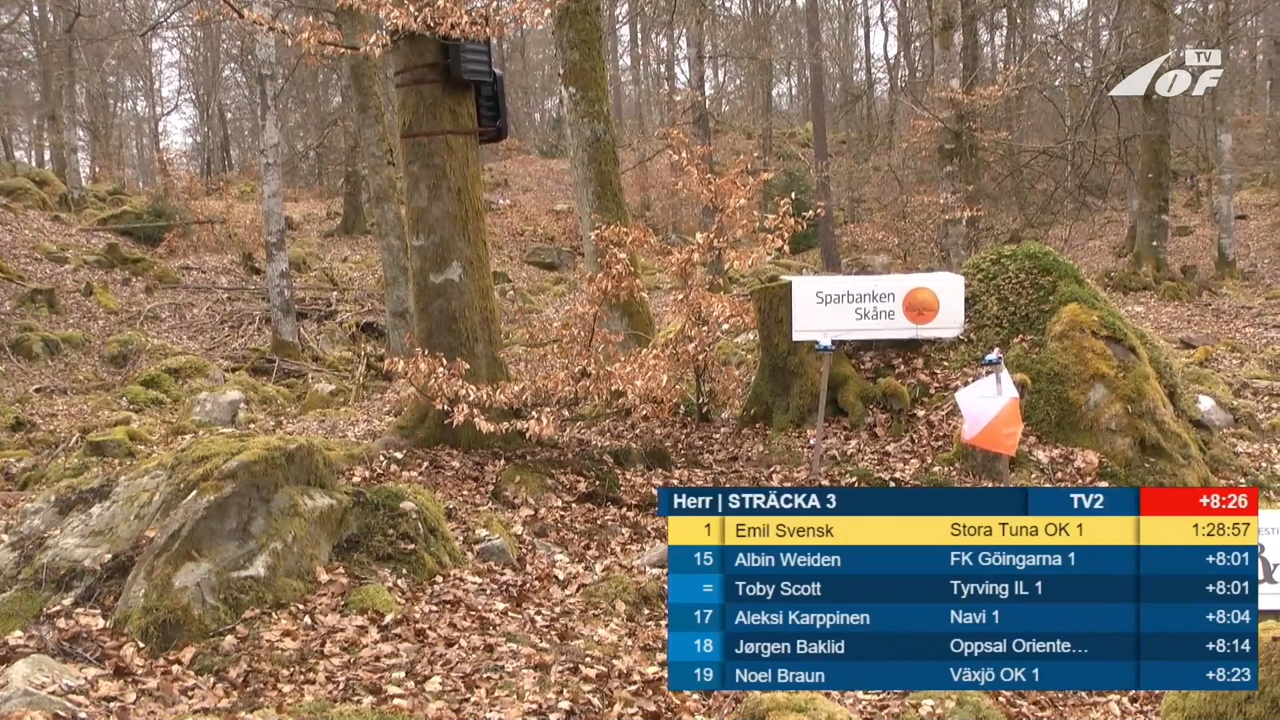 TV
OF
Sparbanken
Skåne
Herr | STRÄCKA 3 TV2 +8:26
1 Emil Svensk Stora Tuna OK 1 1:28:57
15 Albin Weiden FK Göingarna 1 +8:01
= Toby Scott Tyrving IL 1 +8:01
17 Aleksi Karppinen Navi 1 +8:04
18 Jørgen Baklid Oppsal Oriente… +8:14
19 Noel Braun Växjö OK 1 +8:23
&